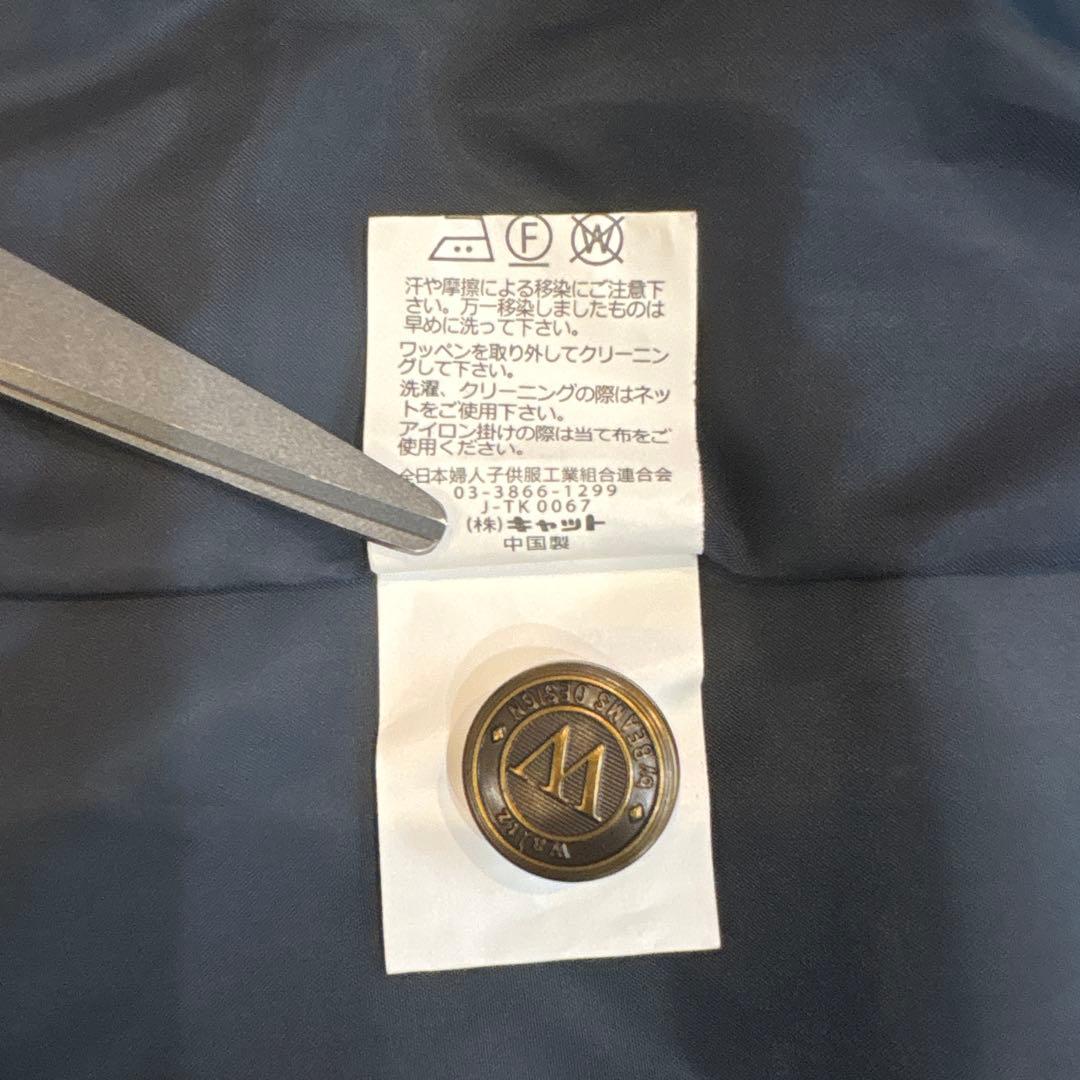 F W
汗や摩擦による移染にご注意下
さい。万一移染しましたものは
早めに洗って下さい。
ワッペンを取り外してクリーニン
グして下さい。
洗濯、クリーニングの際はネッ
トをご使用下さい。
アイロン掛けの際は当て布をご
使用ください。
全日本婦人子供服工業組合連合会
03-3866-1299
J-TK0067
(株)キャット
中国製
BY BEAMS DESIGN
W
Waltz